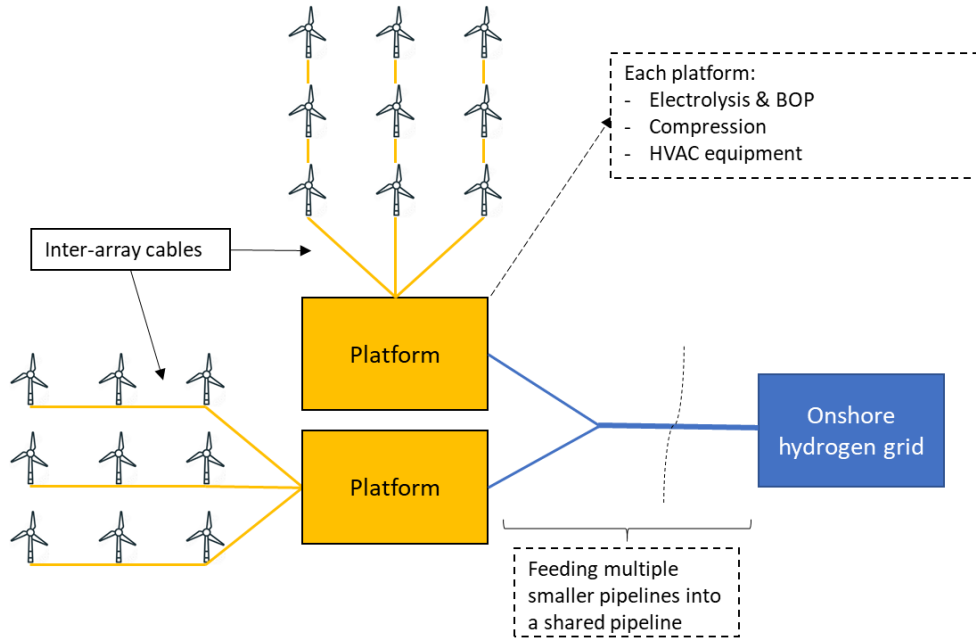 Each platform:
- Electrolysis & BOP
- Compression
- HVAC equipment
Inter-array cables
Platform
Platform
Onshore
hydrogen grid
Feeding multiple
smaller pipelines into
a shared pipeline